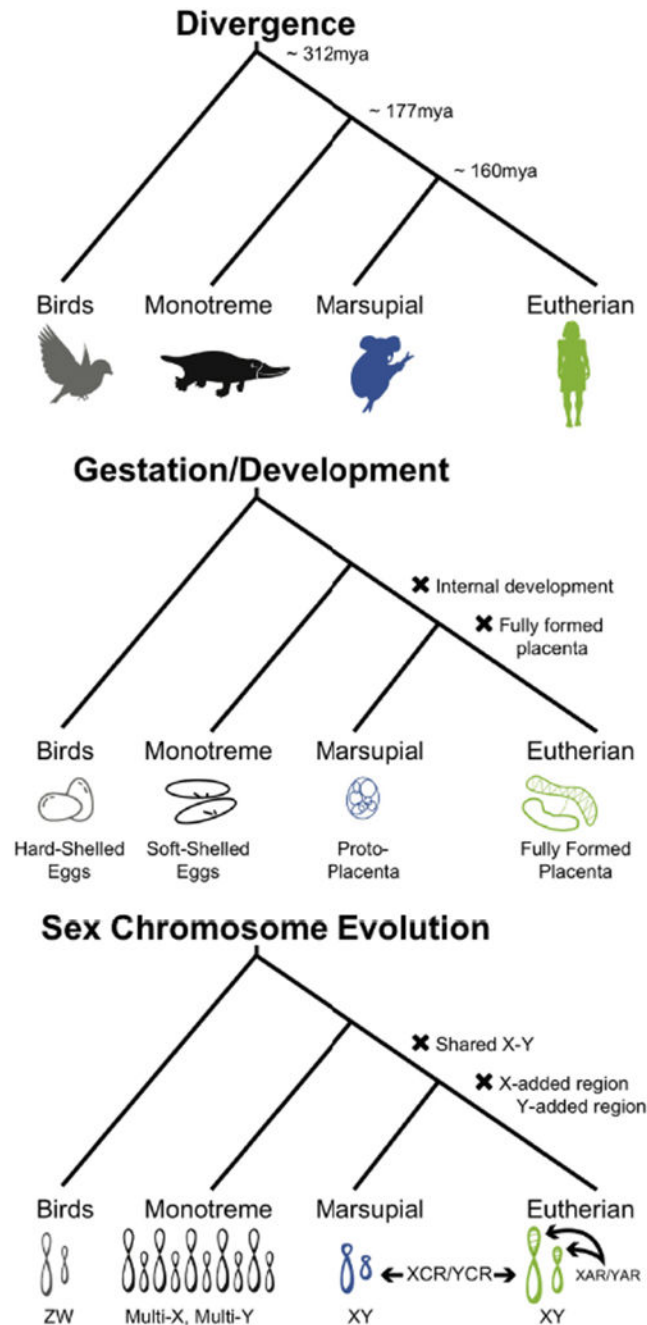 Divergence
~ 312mya
~ 177mya
~ 160mya
Birds
Monotreme
Marsupial
Eutherian
Gestation/Development
Internal development
Fully formed
placenta
Birds
Monotreme
Marsupial
Eutherian
Hard-Shelled
Eggs
Soft-Shelled
Eggs
Proto-
Placenta
Fully Formed
Placenta
Sex Chromosome Evolution
Shared X-Y
X-added region
Y-added region
Birds
Monotreme
Marsupial
Eutherian
XCR/YCR
XAR/YAR
ZW
Multi-X, Multi-Y
XY
XY